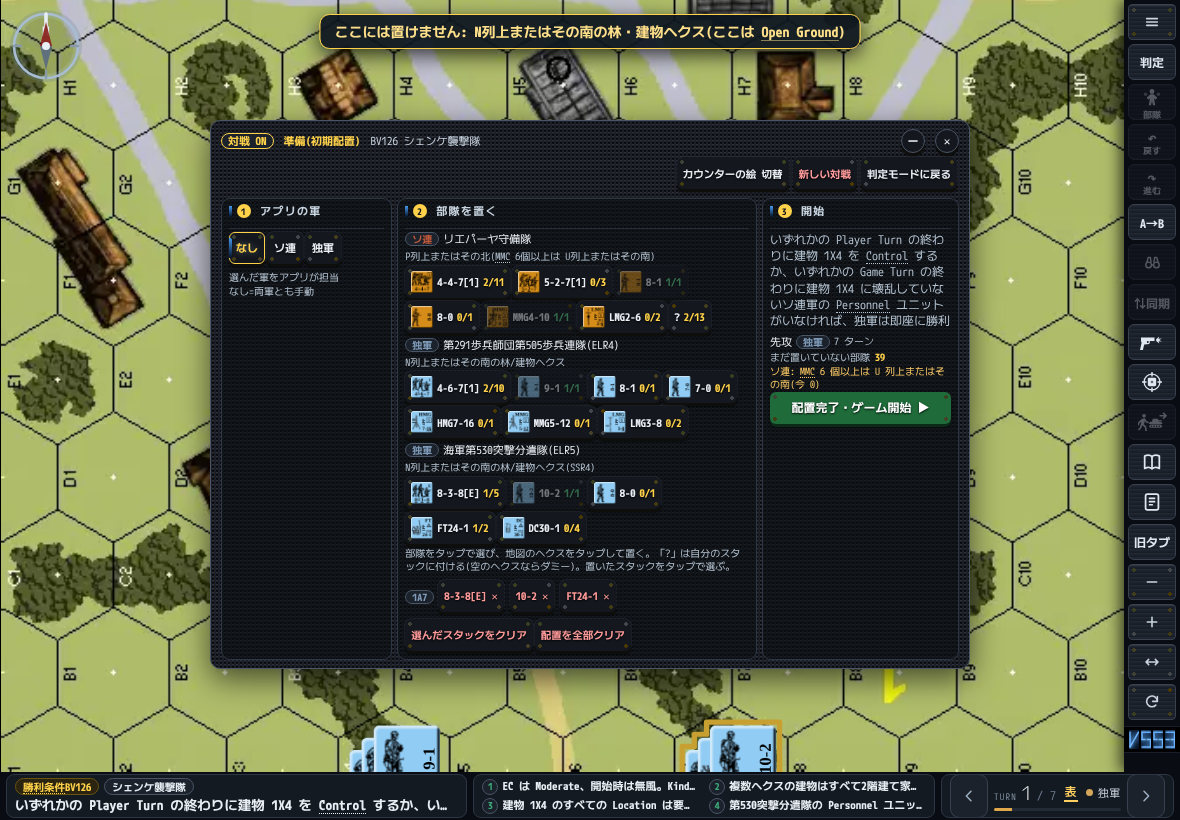 ここには置けません: N列上またはその南の林・建物ヘクス(ここは Open Ground)
H1
H2
H3
H4
H5
H6
H7
H8
H9
H10
対戦 ON 準備(初期配置) BV126 シェンケ襲撃隊
カウンターの絵 切替 新しい対戦 判定モードに戻る
1 アプリの軍
なし ソ連 独軍
選んだ軍をアプリが担当
なし=両軍とも手動
2 部隊を置く
ソ連 リエパーヤ守備隊
P列上またはその北(MMC 6個以上は U列上またはその南)
4-4-7[1] 2/11 5-2-7[1] 0/3 8-1 1/1
8-0 0/1 MMG4-10 1/1 LMG2-6 0/2 ? 2/13
独軍 第291歩兵師団第505歩兵連隊(ELR4)
N列上またはその南の林/建物ヘクス
4-6-7[1] 2/10 9-1 1/1 8-1 0/1 7-0 0/1
HMG7-16 0/1 MMG5-12 0/1 LMG3-8 0/2
独軍 海軍第530突撃分遣隊(ELR5)
N列上またはその南の林/建物ヘクス(SSR4)
8-3-8[E] 1/5 10-2 1/1 8-0 0/1
FT24-1 1/2 DC30-1 0/4
部隊をタップで選び、地図のヘクスをタップして置く。「?」は自分のスタ
ックに付ける(空のヘクスならダミー)。置いたスタックをタップで選ぶ。
1A7 8-3-8[E] × 10-2 × FT24-1 ×
選んだスタックをクリア 配置を全部クリア
3 開始
いずれかの Player Turn の終わ
りに建物 1X4 を Control する
か、いずれかの Game Turn の終
わりに建物 1X4 に壊乱していな
いソ連軍の Personnel ユニット
がいなければ、独軍は即座に勝利
先攻 独軍 7 ターン
まだ置いていない部隊 39
ソ連: MMC 6 個以上は U 列上またはそ
の南(今 0)
配置完了・ゲーム開始 ▶
G1
G2
G10
F1
F2
F10
E1
E2
E10
D1
D2
D10
C1
C2
C10
B1
B2
B8
B9
B10
9-1
10-2
判定
部隊
戻す
進む
A→B
同期
旧タブ
VSS3
勝利条件BV126 シェンケ襲撃隊
いずれかの Player Turn の終わりに建物 1X4 を Control するか、い…
1 EC は Moderate、開始時は無風。Kind…
2 複数ヘクスの建物はすべて2階建て家…
3 建物 1X4 のすべての Location は要…
4 第530突撃分遣隊の Personnel ユニッ…
TURN 1 / 7 表 独軍